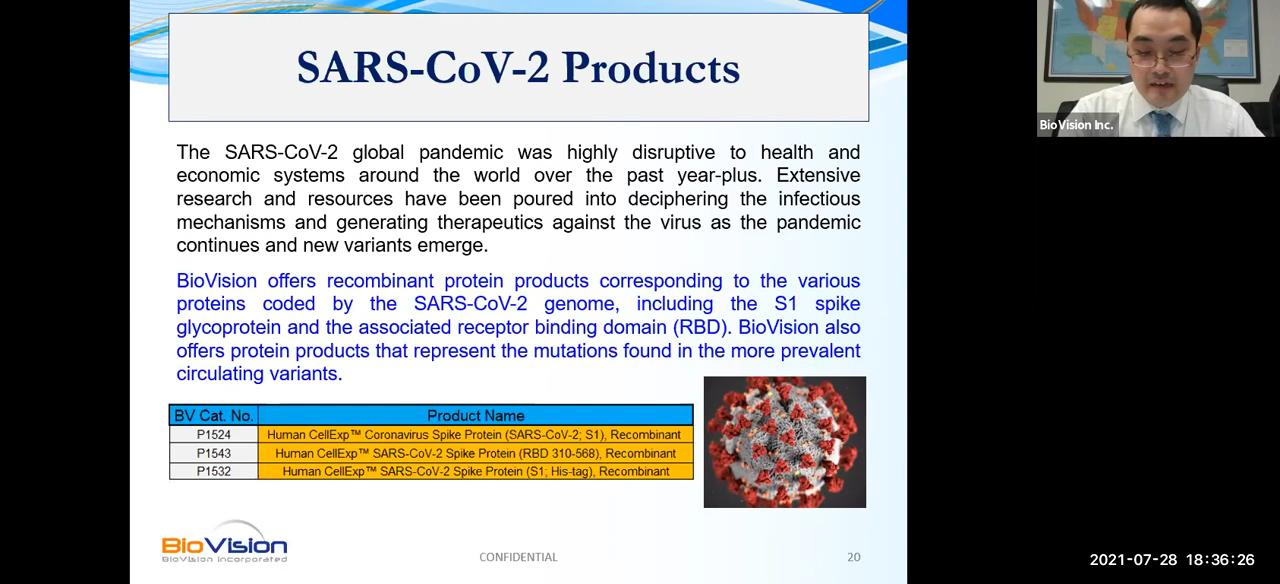 SARS-CoV-2 Products
The SARS-CoV-2 global pandemic was highly disruptive to health and
economic systems around the world over the past year-plus. Extensive
research and resources have been poured into deciphering the infectious
mechanisms and generating therapeutics against the virus as the pandemic
continues and new variants emerge.
BioVision offers recombinant protein products corresponding to the various
proteins coded by the SARS-CoV-2 genome, including the S1 spike
glycoprotein and the associated receptor binding domain (RBD). BioVision also
offers protein products that represent the mutations found in the more prevalent
circulating variants.
BV Cat. No. Product Name
P1524 Human CellExp™ Coronavirus Spike Protein (SARS-CoV-2; S1), Recombinant
P1543 Human CellExp™ SARS-CoV-2 Spike Protein (RBD 310-568), Recombinant
P1532 Human CellExp™ SARS-CoV-2 Spike Protein (S1; His-tag), Recombinant
BioVision
BioVision Incorporated
CONFIDENTIAL
20
BioVision Inc.
2021-07-28 18:36:26